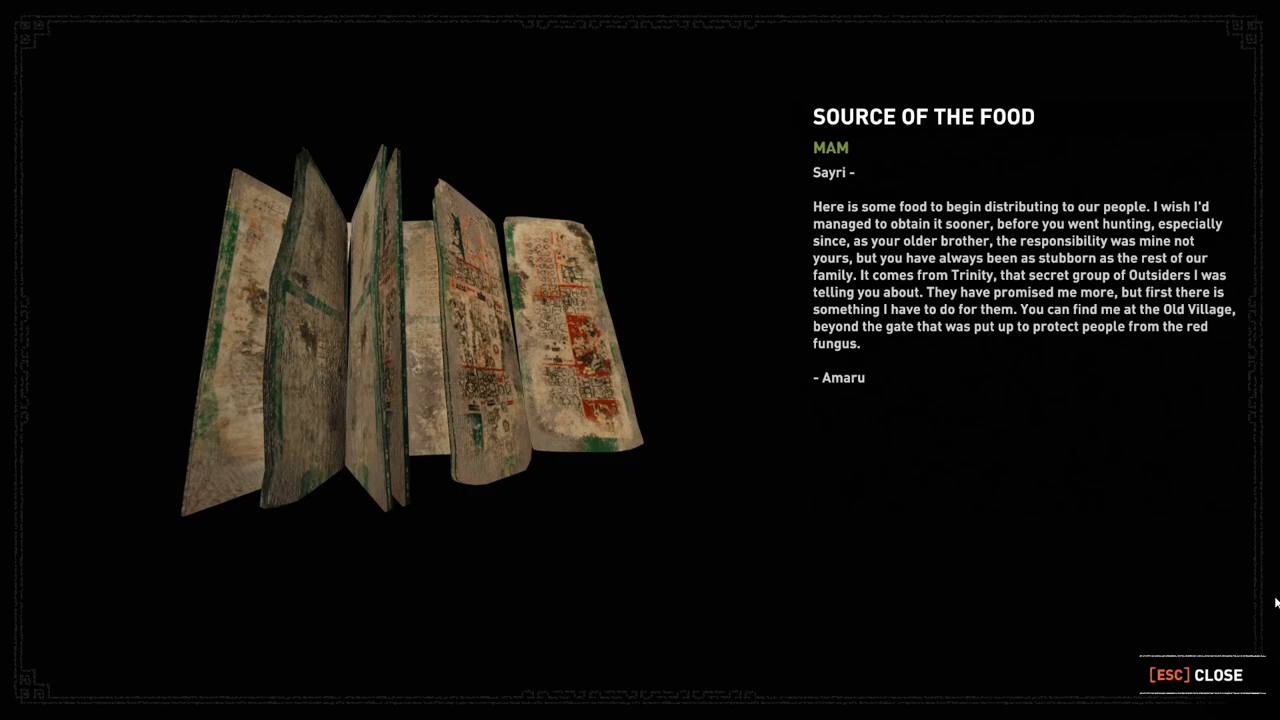 SOURCE OF THE FOOD
MAM
Sayri -
Here is some food to begin distributing to our people. I wish I'd
managed to obtain it sooner, before you went hunting, especially
since, as your older brother, the responsibility was mine not
yours, but you have always been as stubborn as the rest of our
family. It comes from Trinity, that secret group of Outsiders I was
telling you about. They have promised me more, but first there is
something I have to do for them. You can find me at the Old Village,
beyond the gate that was put up to protect people from the red
fungus.
- Amaru
[ESC] CLOSE